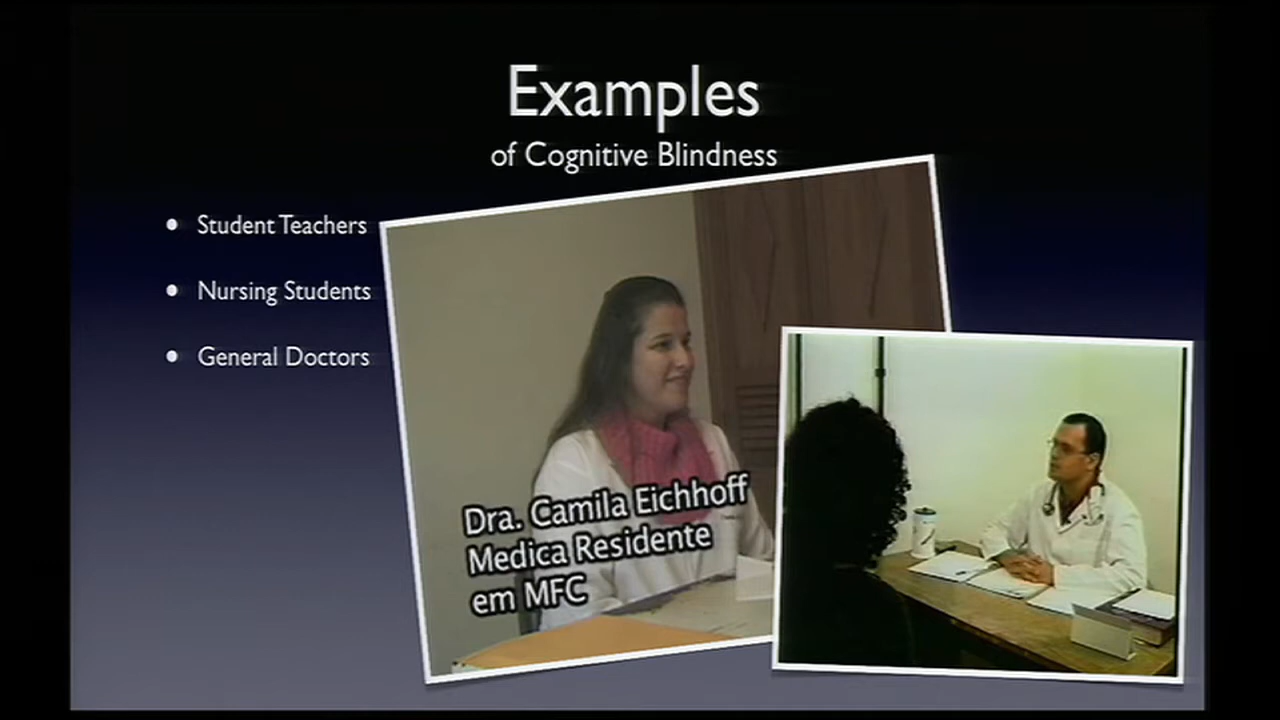 Examples
of Cognitive Blindness
Student Teachers
Nursing Students
General Doctors
Dra. Camila Eichhoff
Medica Residente
em MFC